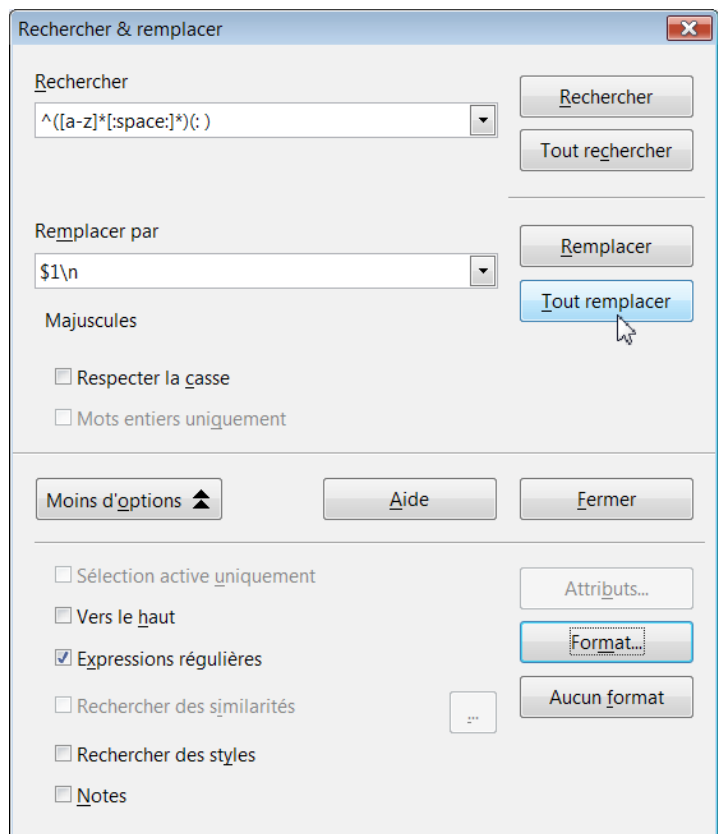 Rechercher & remplacer
Rechercher
^([a-z]*[:space:]*)(: )
Rechercher
Tout rechercher
Remplacer par
$1\n
Remplacer
Tout remplacer
Majuscules
Respecter la casse
Mots entiers uniquement
Moins d'options
Aide
Fermer
Sélection active uniquement
Attributs...
Vers le haut
Format...
Expressions régulières
Aucun format
Rechercher des similarités
...
Rechercher des styles
Notes